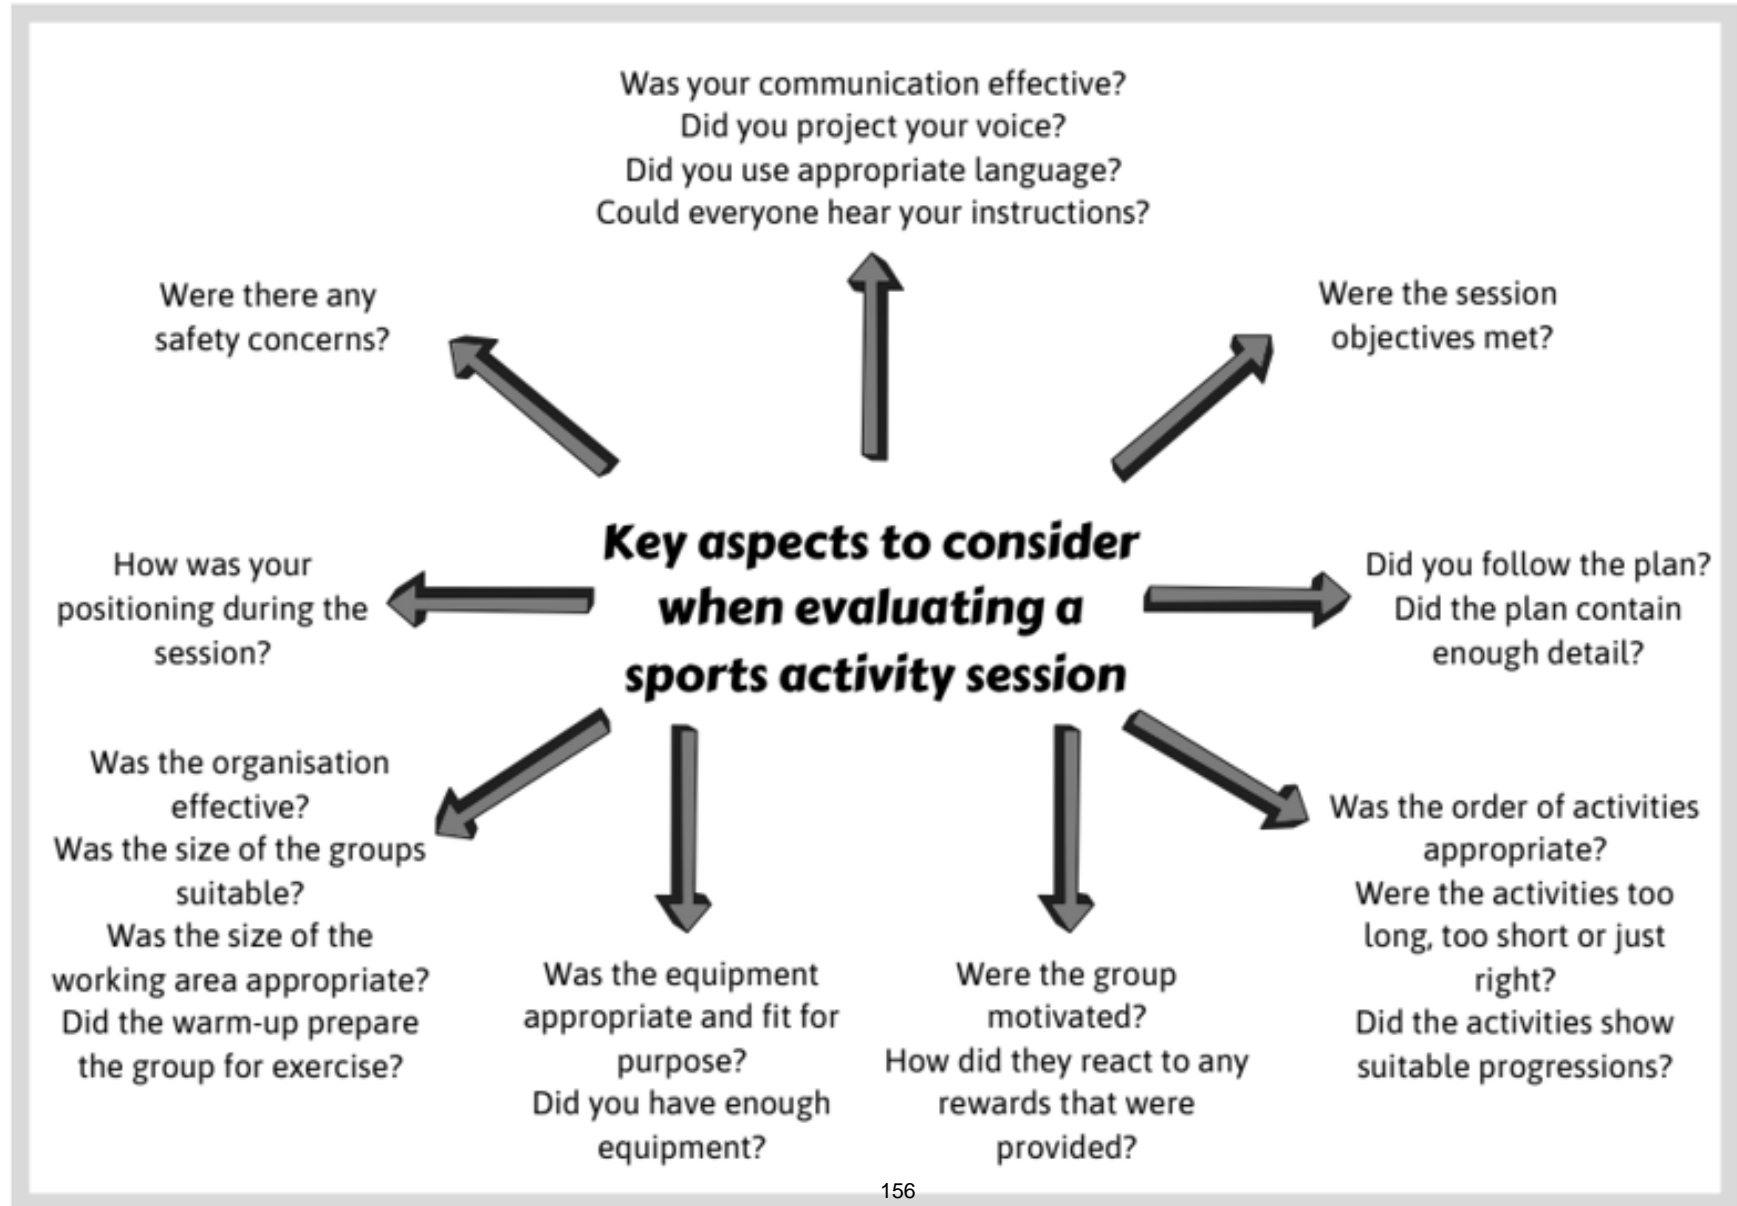 Was your communication effective?
Did you project your voice?
Did you use appropriate language?
Could everyone hear your instructions?
Were there any
safety concerns?
Were the session
objectives met?
Key aspects to consider
when evaluating a
sports activity session
How was your
positioning during the
session?
Did you follow the plan?
Did the plan contain
enough detail?
Was the organisation
effective?
Was the size of the groups
suitable?
Was the size of the
working area appropriate?
Did the warm-up prepare
the group for exercise?
Was the equipment
appropriate and fit for
purpose?
Did you have enough
equipment?
Were the group
motivated?
How did they react to any
rewards that were
provided?
Was the order of activities
appropriate?
Were the activities too
long, too short or just
right?
Did the activities show
suitable progressions?
156